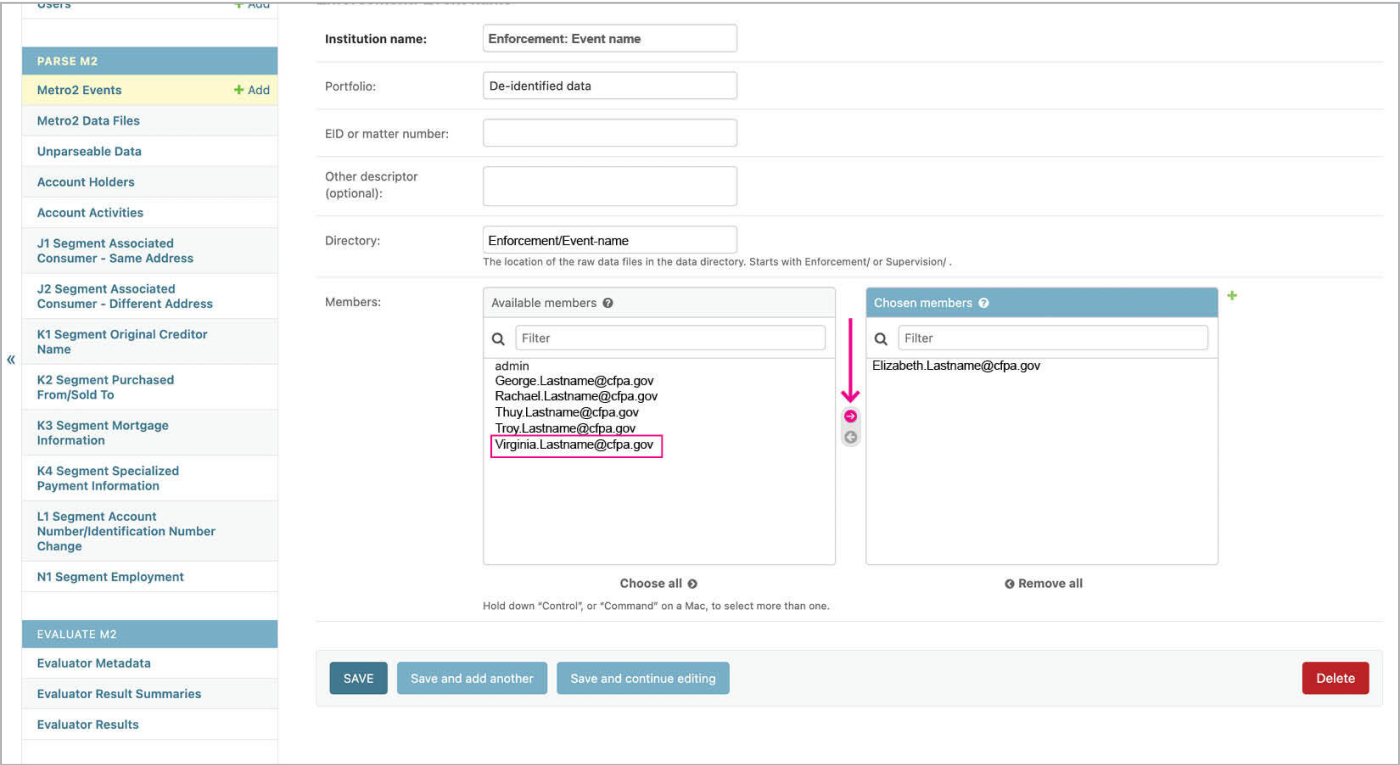 Users + Add
Enforcement: Event name
Institution name: Enforcement: Event name
PARSE M2
Metro2 Events + Add
Portfolio: De-identified data
Metro2 Data Files
EID or matter number:
Unparseable Data
Account Holders
Other descriptor
(optional):
Account Activities
Directory: Enforcement/Event-name
The location of the raw data files in the data directory. Starts with Enforcement/ or Supervision/ .
J1 Segment Associated
Consumer - Same Address
J2 Segment Associated
Consumer - Different Address
K1 Segment Original Creditor
Name
«
K2 Segment Purchased
From/Sold To
K3 Segment Mortgage
Information
K4 Segment Specialized
Payment Information
L1 Segment Account
Number/Identification Number
Change
N1 Segment Employment
Members:
Available members ?
Filter
admin
George.Lastname@cfpa.gov
Rachael.Lastname@cfpa.gov
Thuy.Lastname@cfpa.gov
Troy.Lastname@cfpa.gov
Virginia.Lastname@cfpa.gov
Choose all
Hold down “Control”, or “Command” on a Mac, to select more than one.
Chosen members ? +
Filter
Elizabeth.Lastname@cfpa.gov
Remove all
EVALUATE M2
Evaluator Metadata
Evaluator Result Summaries
Evaluator Results
SAVE Save and add another Save and continue editing Delete